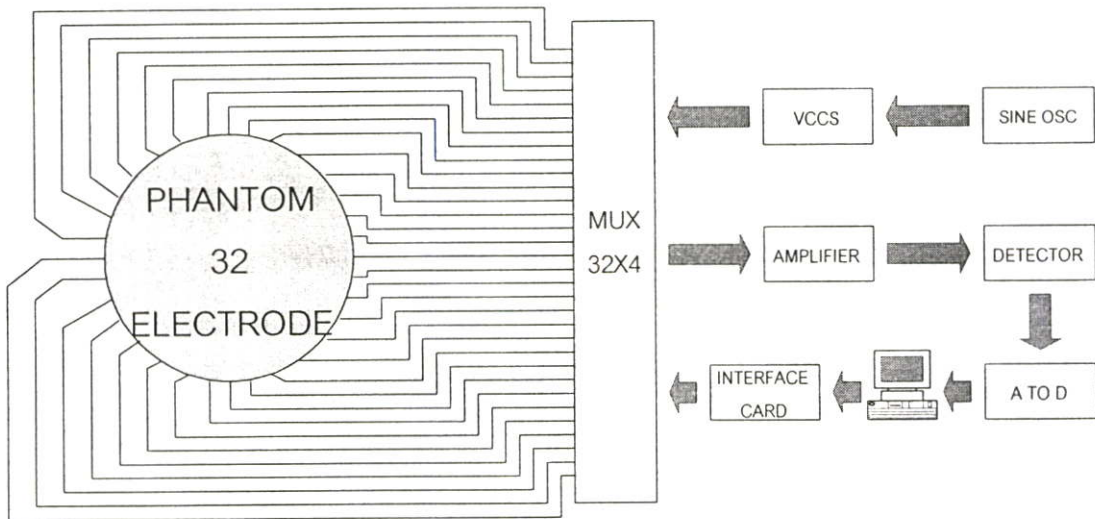 PHANTOM
32
ELECTRODE
MUX
32X4
VCCS
SINE OSC
AMPLIFIER
DETECTOR
INTERFACE
CARD
A TO D